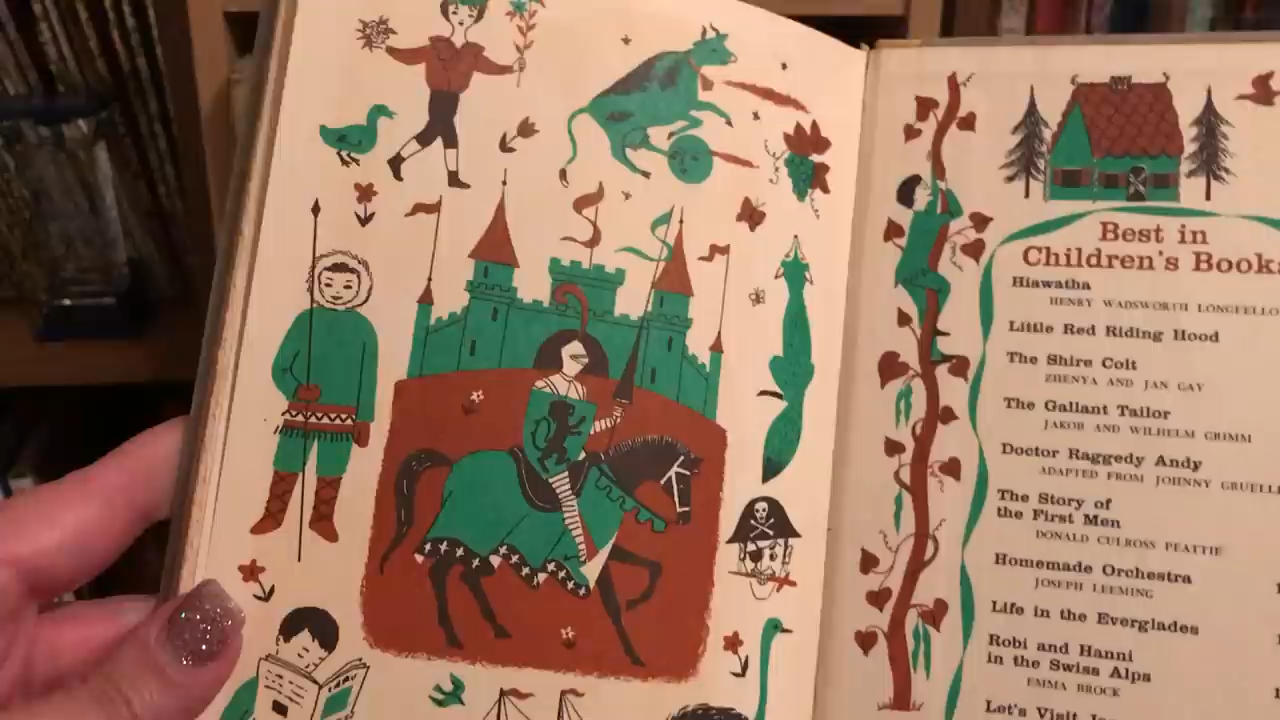 Best in
Children's Books
Hiawatha
HENRY WADSWORTH LONGFELLO
Little Red Riding Hood
The Shire Colt
ZHENYA AND JAN GAY
The Gallant Tailor
JAKOB AND WILHELM GRIMM
Doctor Raggedy Andy
ADAPTED FROM JOHNNY GRUELL
The Story of
the First Men
DONALD CULROSS PEATTIE
Homemade Orchestra
JOSEPH LEEMING
Life in the Everglades
Robi and Hanni
in the Swiss Alps
EMMA BROCK
Let's Visit